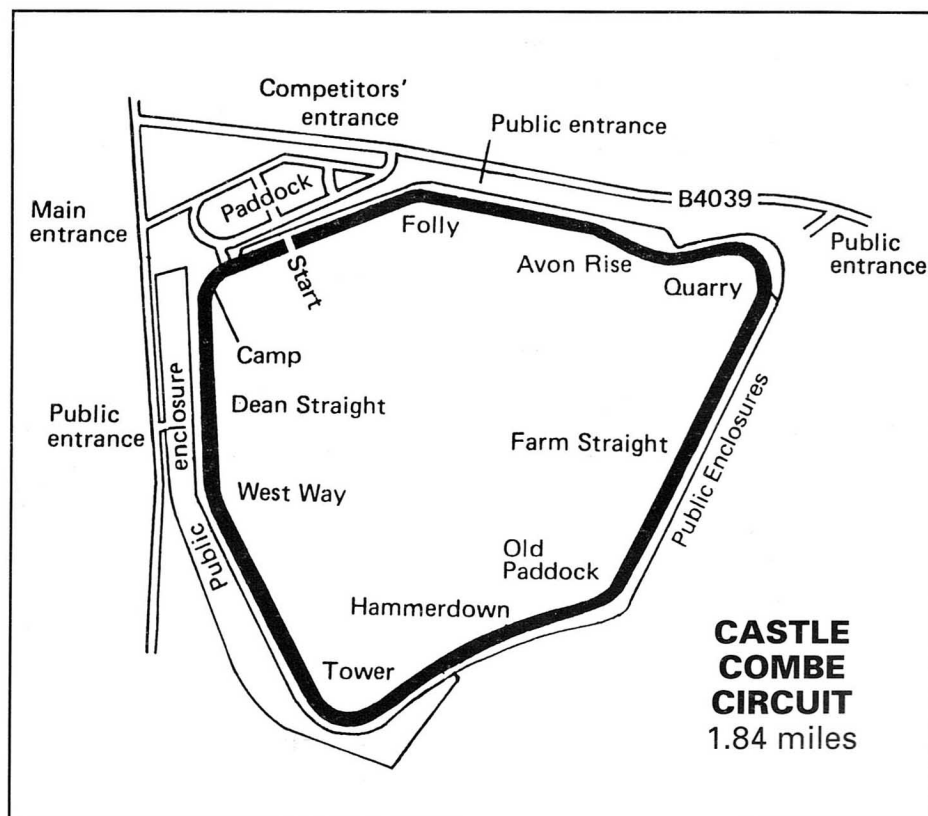 Competitors'
entrance
Public entrance
B4039
Main
entrance
Paddock
Start
Folly
Avon Rise
Quarry
Public
entrance
Camp
Dean Straight
Public
entrance
Public
enclosure
West Way
Farm Straight
Public Enclosures
Old
Paddock
Hammerdown
Tower
CASTLE
COMBE
CIRCUIT
1.84 miles